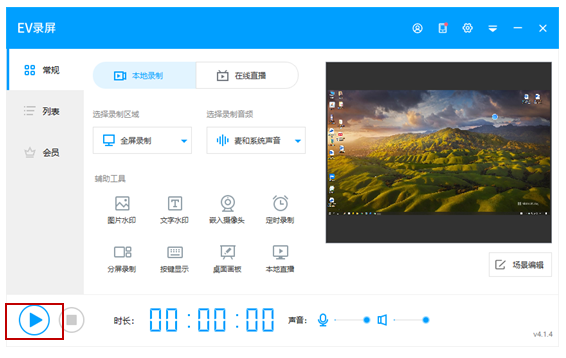 EV录屏
常规
本地录制
在线直播
列表
选择录制区域
选择录制音频
全屏录制
麦和系统声音
会员
辅助工具
图片水印
文字水印
嵌入摄像头
定时录制
分屏录制
按键显示
桌面画板
本地直播
场景编辑
时长：
00:00:00
声音：
v4.1.4